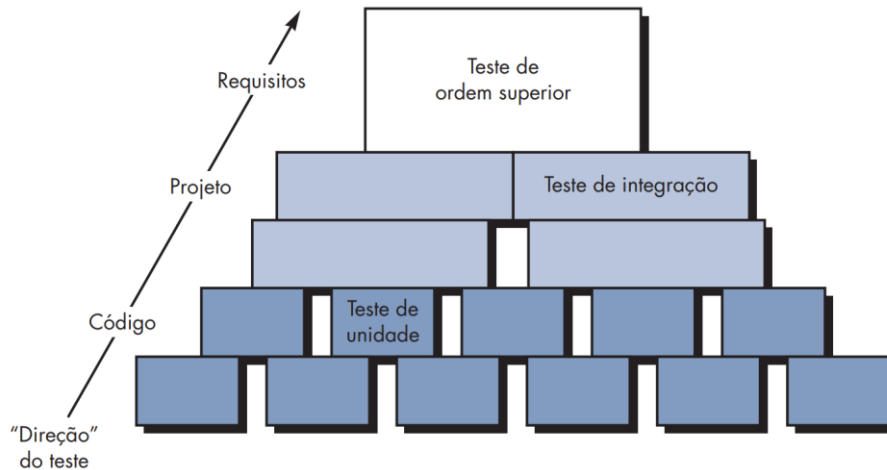 Teste de
ordem superior
Requisitos
Projeto
Teste de integração
Código
Teste de
unidade
“Direção”
do teste